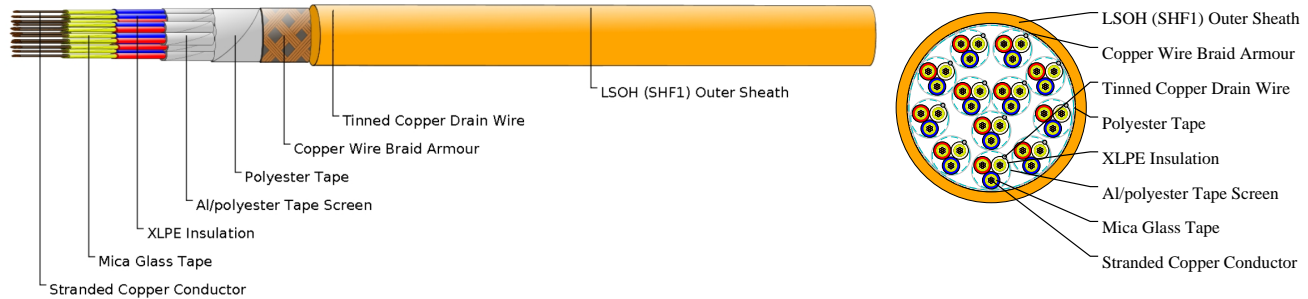 LSOH (SHF1) Outer Sheath
Tinned Copper Drain Wire
Copper Wire Braid Armour
Polyester Tape
Al/polyester Tape Screen
XLPE Insulation
Mica Glass Tape
Stranded Copper Conductor
LSOH (SHF1) Outer Sheath
Copper Wire Braid Armour
Tinned Copper Drain Wire
Polyester Tape
XLPE Insulation
Al/polyester Tape Screen
Mica Glass Tape
Stranded Copper Conductor